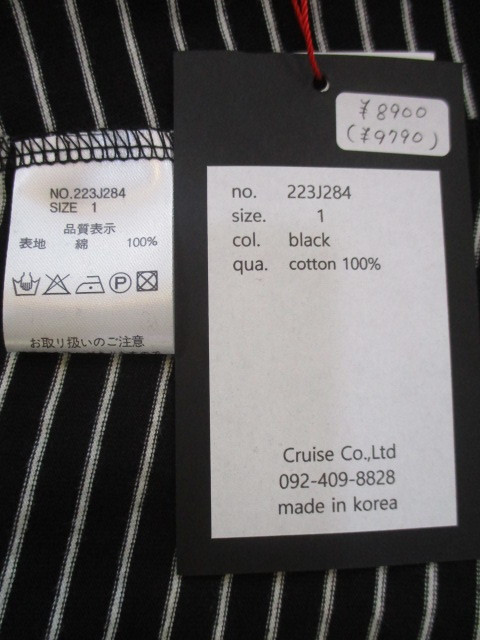 ¥8900
(¥9790)
NO.223J284
SIZE 1
品質表示
表地 綿 100%
P
お取り扱いのご注意
no. 223J284
size. 1
col. black
qua. cotton 100%
Cruise Co.,Ltd
092-409-8828
made in korea